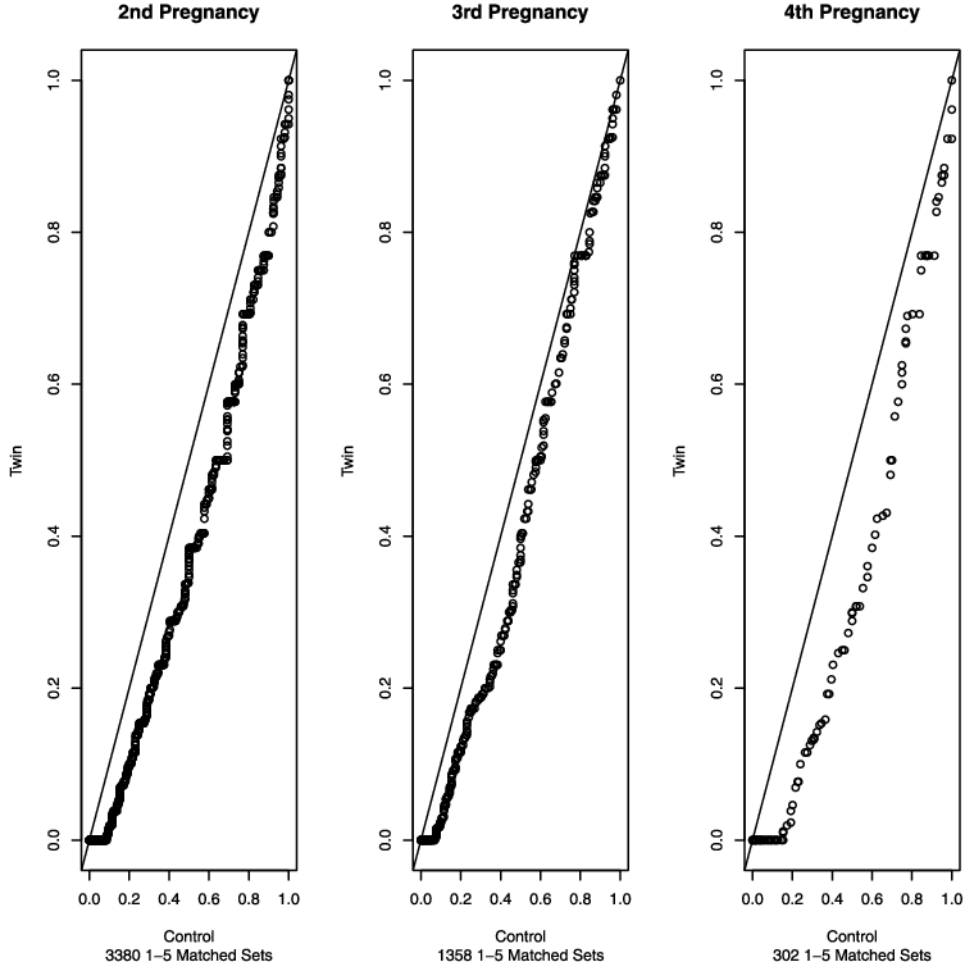 2nd Pregnancy
Twin
1.0
0.8
0.6
0.4
0.2
0.0
0.0 0.2 0.4 0.6 0.8 1.0
Control
3380 1−5 Matched Sets
3rd Pregnancy
Twin
1.0
0.8
0.6
0.4
0.2
0.0
0.0 0.2 0.4 0.6 0.8 1.0
Control
1358 1−5 Matched Sets
4th Pregnancy
Twin
1.0
0.8
0.6
0.4
0.2
0.0
0.0 0.2 0.4 0.6 0.8 1.0
Control
302 1−5 Matched Sets